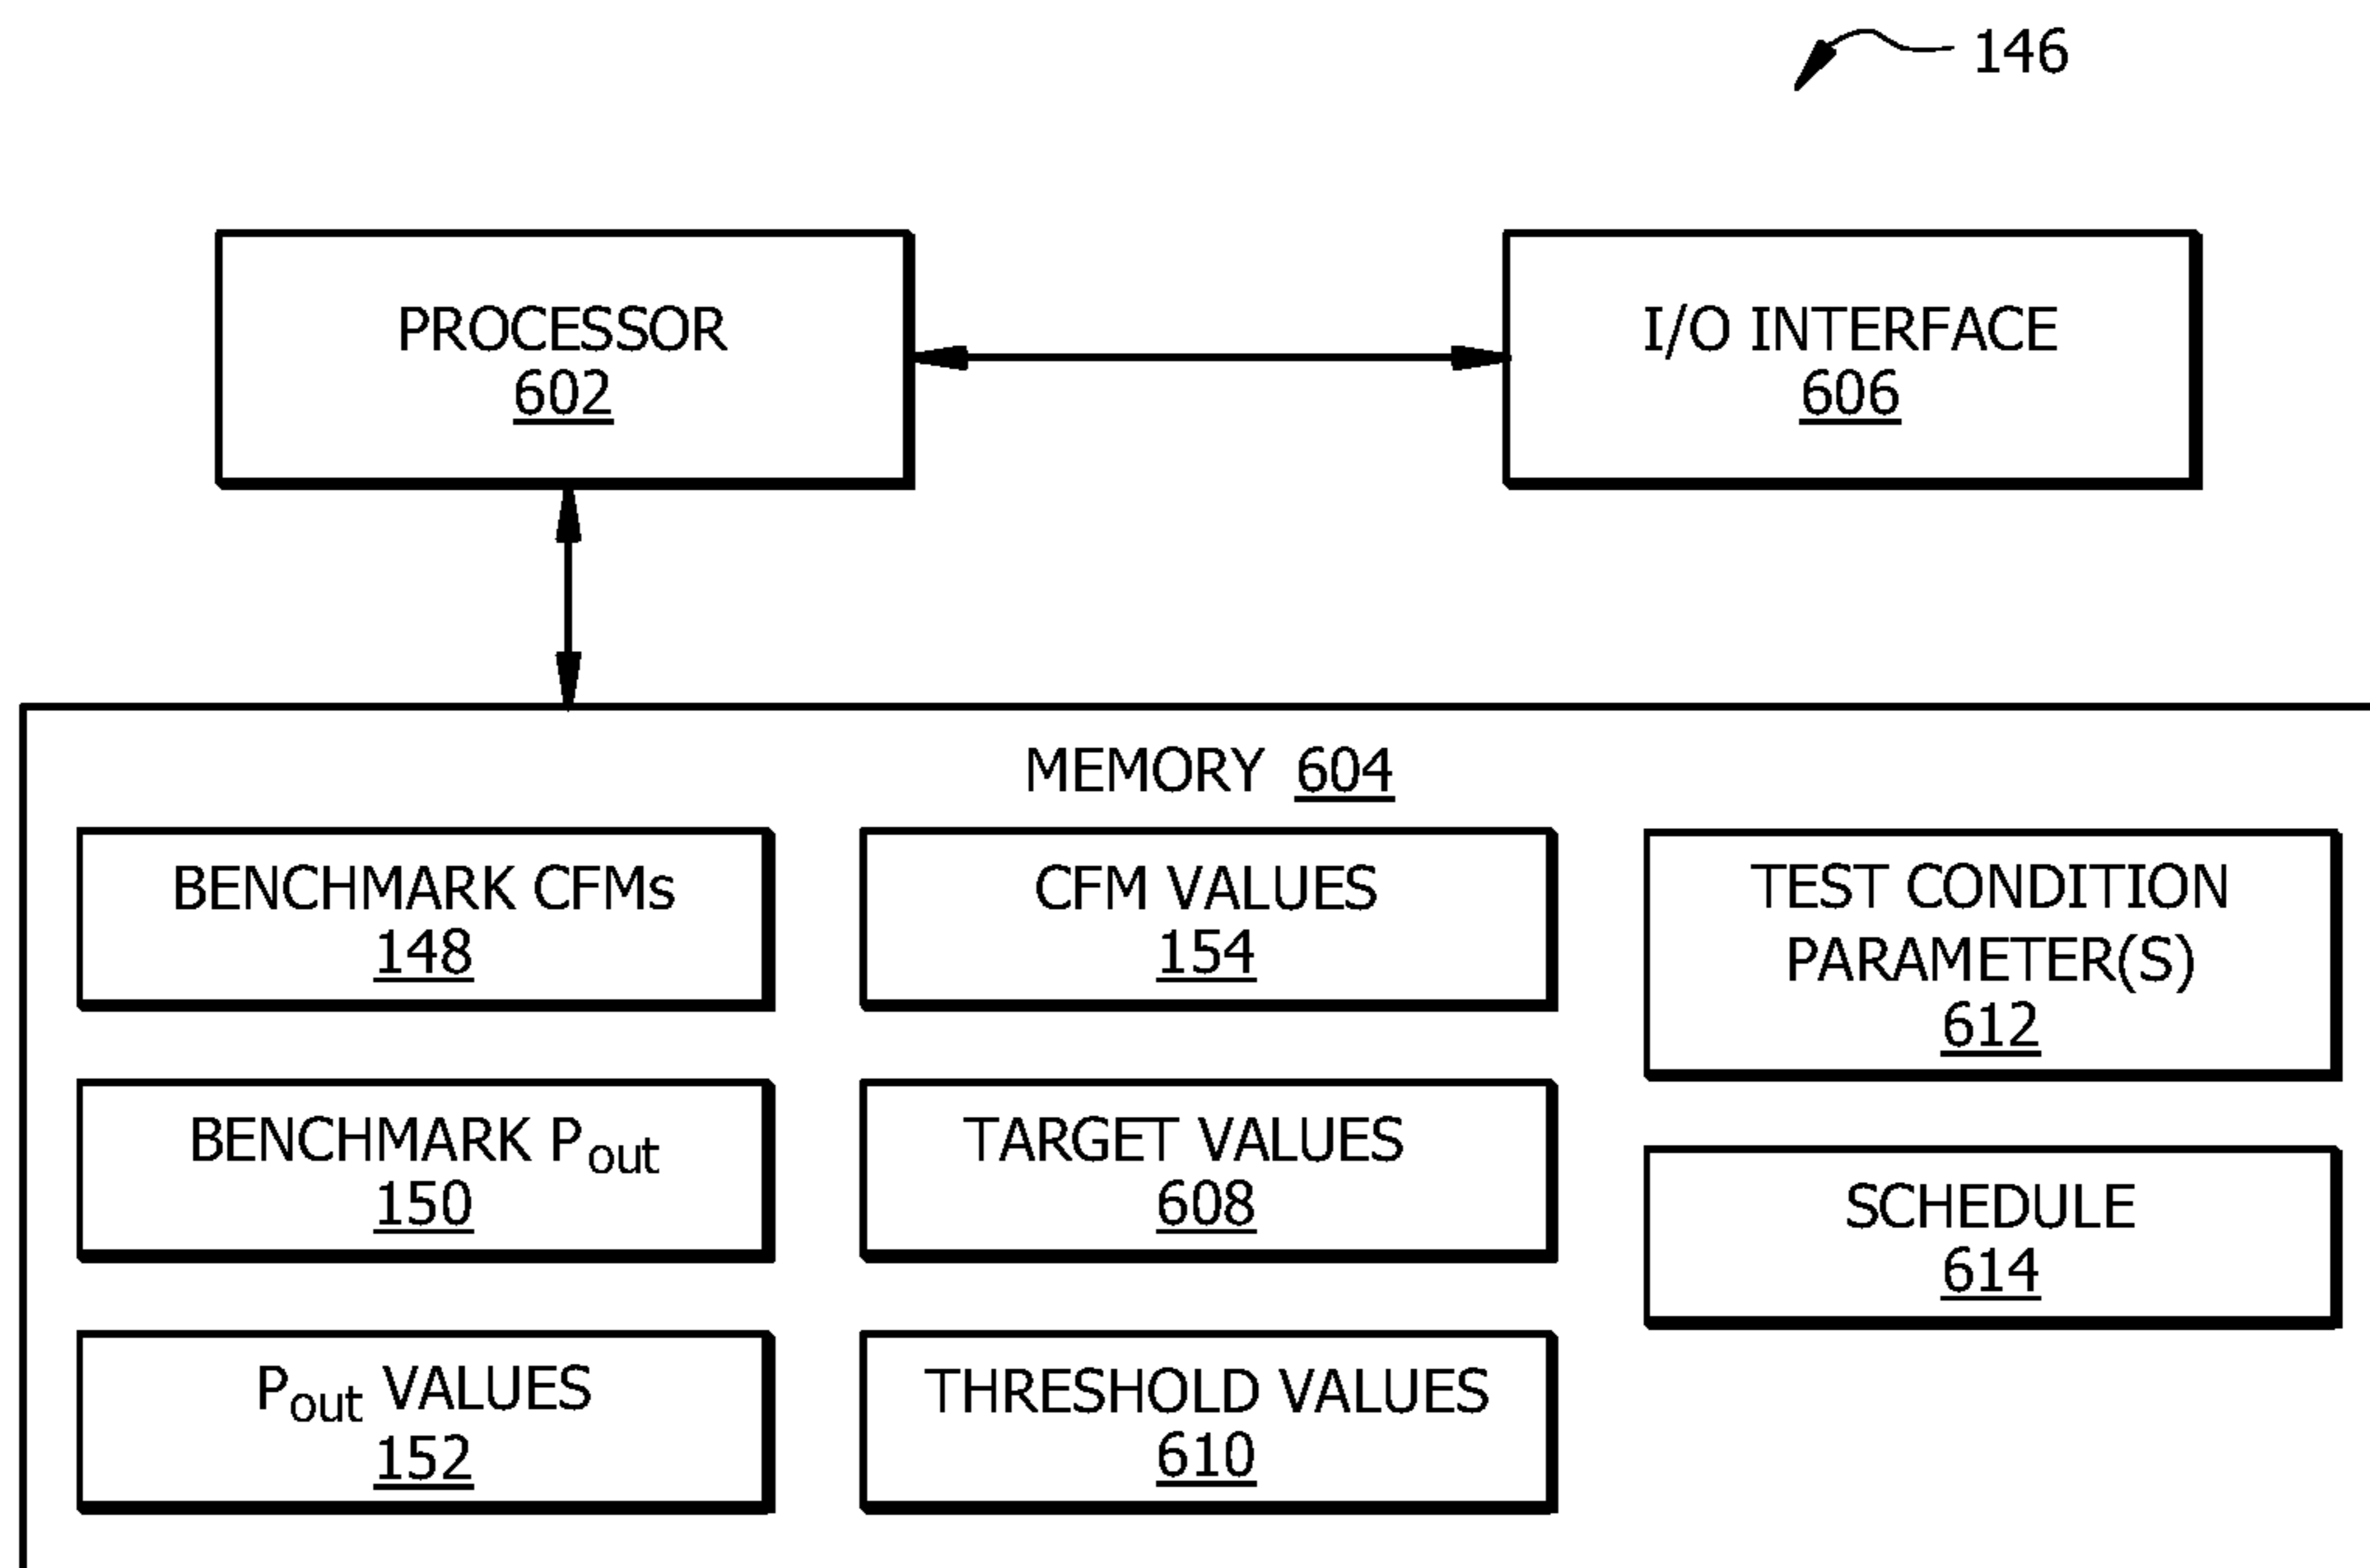 146
PROCESSOR
602
I/O INTERFACE
606
MEMORY 604
BENCHMARK CFMs
148
CFM VALUES
154
TEST CONDITION
PARAMETER(S)
612
BENCHMARK Pout
150
TARGET VALUES
608
SCHEDULE
614
Pout VALUES
152
THRESHOLD VALUES
610